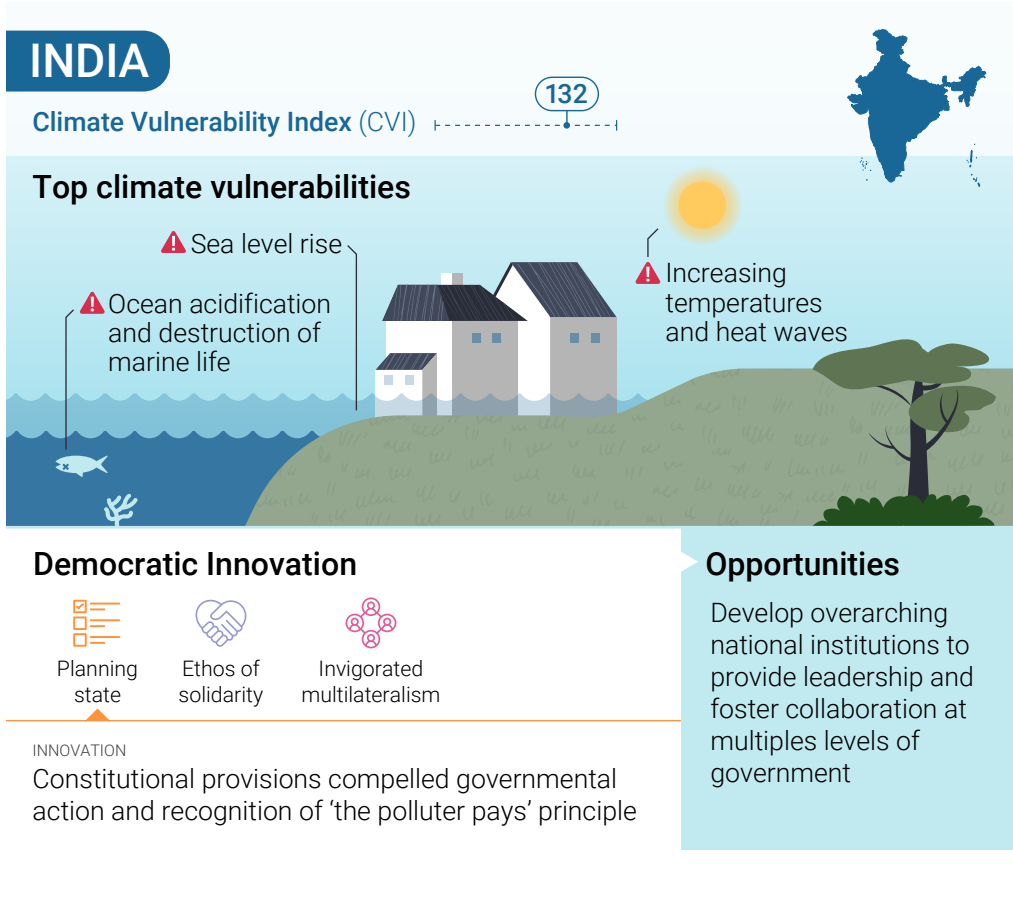 INDIA
Climate Vulnerability Index (CVI)
132
Top climate vulnerabilities
Sea level rise
Ocean acidification
and destruction of
marine life
Increasing
temperatures
and heat waves
Democratic Innovation
Planning
state
Ethos of
solidarity
Invigorated
multilateralism
INNOVATION
Constitutional provisions compelled governmental
action and recognition of ‘the polluter pays’ principle
Opportunities
Develop overarching
national institutions to
provide leadership and
foster collaboration at
multiples levels of
government